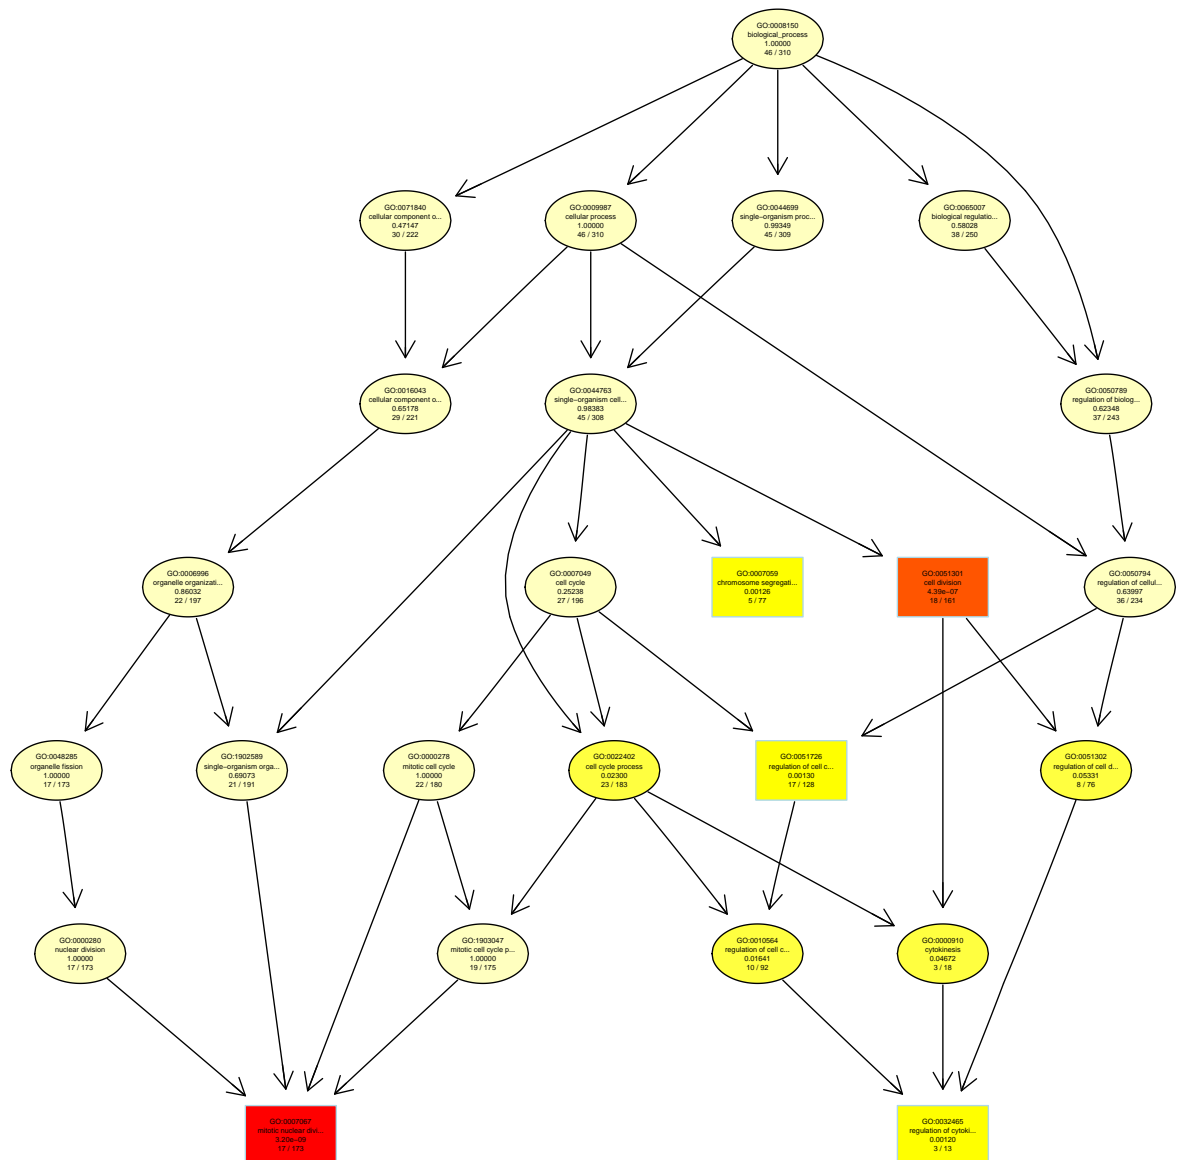 GO:0008150
biological_process
1.00000
46 / 310
GO:0071840
cellular component o...
0.47147
30 / 222
GO:0009987
cellular process
1.00000
46 / 310
GO:0044699
single−organism proc...
0.99349
45 / 309
GO:0065007
biological regulatio...
0.58028
38 / 250
GO:0016043
cellular component o...
0.65178
29 / 221
GO:0044763
single−organism cell...
0.98383
45 / 308
GO:0050789
regulation of biolog...
0.62348
37 / 243
GO:0006996
organelle organizati...
0.86032
22 / 197
GO:0007049
cell cycle
0.25238
27 / 196
GO:0007059
chromosome segregati...
0.00126
5 / 77
GO:0051301
cell division
4.39e−07
18 / 161
GO:0050794
regulation of cellul...
0.63997
36 / 234
GO:0048285
organelle fission
1.00000
17 / 173
GO:1902589
single−organism orga...
0.69073
21 / 191
GO:0000278
mitotic cell cycle
1.00000
22 / 180
GO:0022402
cell cycle process
0.02300
23 / 183
GO:0051726
regulation of cell c...
0.00130
17 / 128
GO:0051302
regulation of cell d...
0.05331
8 / 76
GO:0000280
nuclear division
1.00000
17 / 173
GO:1903047
mitotic cell cycle p...
1.00000
19 / 175
GO:0010564
regulation of cell c...
0.01641
10 / 92
GO:0000910
cytokinesis
0.04672
3 / 18
GO:0007067
mitotic nuclear divi...
3.20e−09
17 / 173
GO:0032465
regulation of cytoki...
0.00120
3 / 13